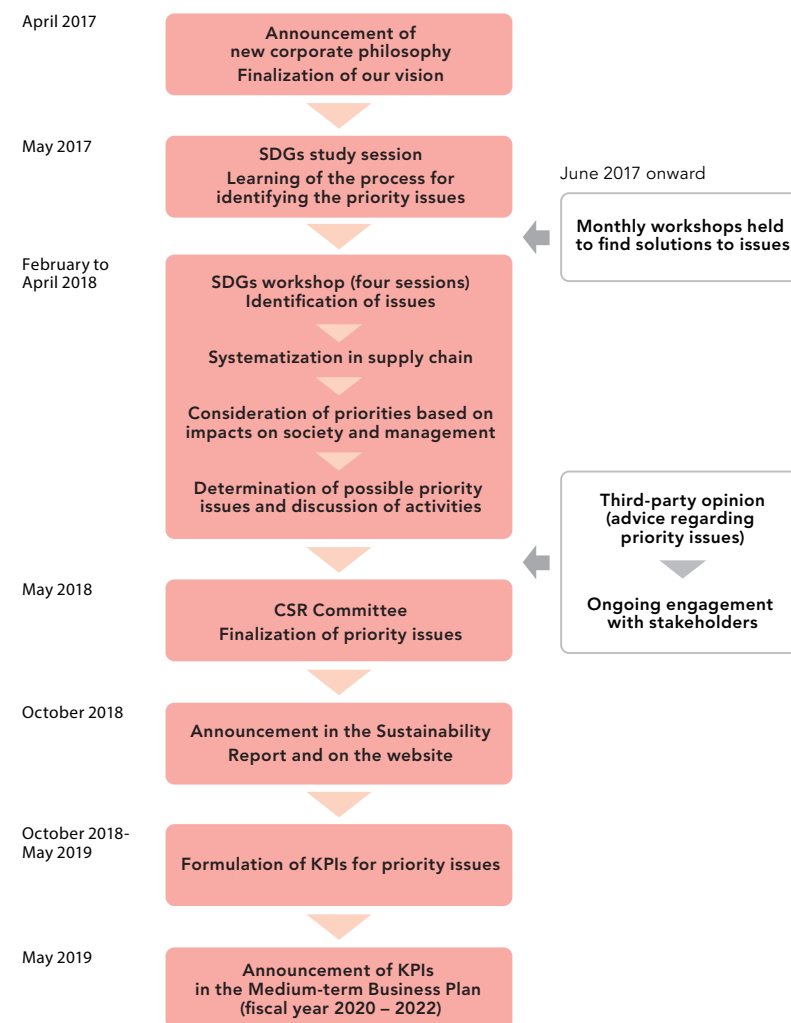 April 2017
Announcement of
new corporate philosophy
Finalization of our vision
May 2017
SDGs study session
Learning of the process for
identifying the priority issues
June 2017 onward
Monthly workshops held
to find solutions to issues
February to
April 2018
SDGs workshop (four sessions)
Identification of issues
Systematization in supply chain
Consideration of priorities based on
impacts on society and management
Determination of possible priority
issues and discussion of activities
Third-party opinion
(advice regarding
priority issues)
Ongoing engagement
with stakeholders
May 2018
CSR Committee
Finalization of priority issues
October 2018
Announcement in the Sustainability
Report and on the website
October 2018-
May 2019
Formulation of KPIs for priority issues
May 2019
Announcement of KPIs
in the Medium-term Business Plan
(fiscal year 2020 – 2022)